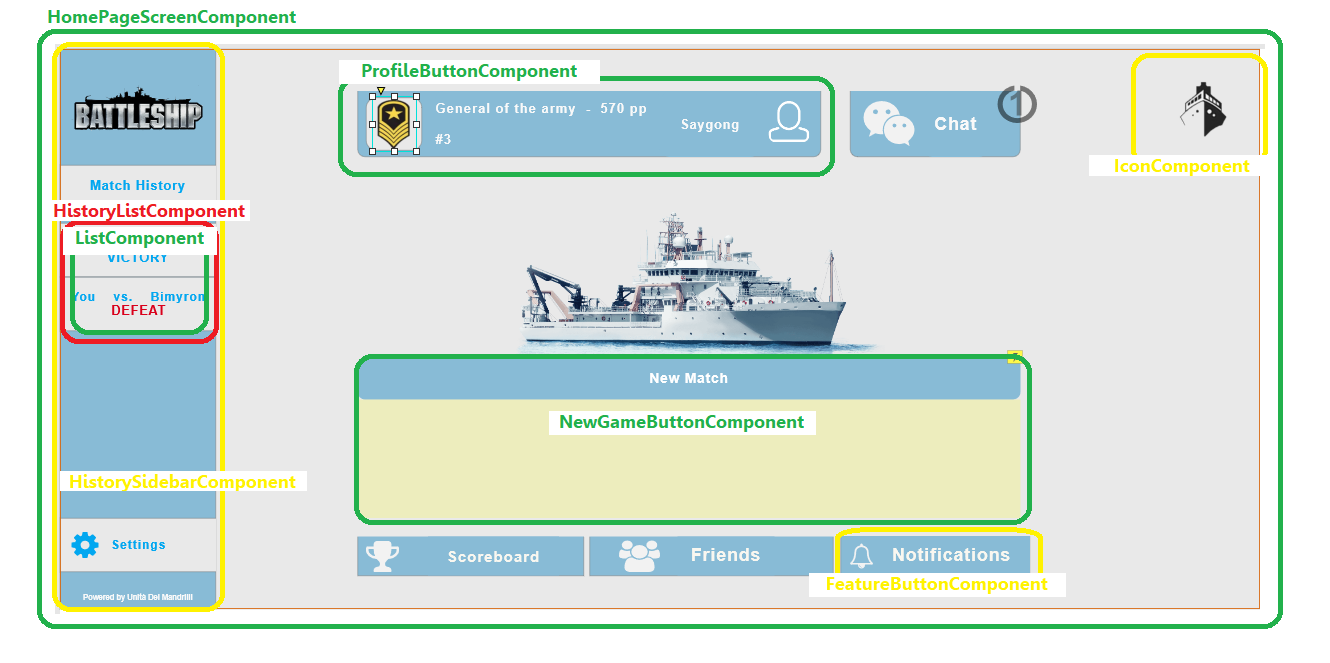 HomePageScreenComponent
BATTLESHIP
Match History
HistoryListComponent
ListComponent
VICTORY
You vs. Bimyron
DEFEAT
HistorySidebarComponent
Settings
Powered by Unità Dei Mandrilli
ProfileButtonComponent
General of the army - 570 pp
#3
Saygong
Chat
1
IconComponent
New Match
NewGameButtonComponent
Scoreboard
Friends
Notifications
FeatureButtonComponent